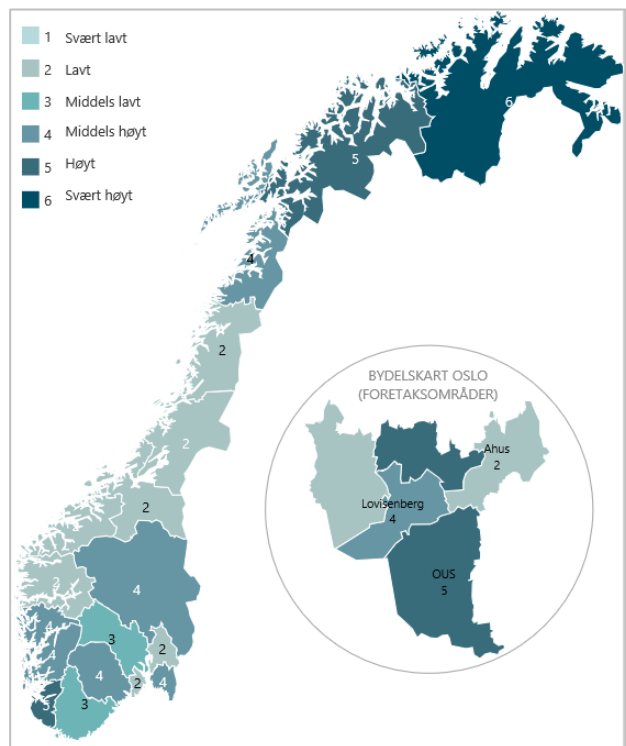 1 Svært lavt
2 Lavt
3 Middels lavt
4 Middels høyt
5 Høyt
6 Svært høyt
6
5
4
2
2
2
2
4
4
3
2
4
2
4
5
3
BYDELSKART OSLO
(FORETAKSOMRÅDER)
Ahus
2
Lovisenberg
4
OUS
5